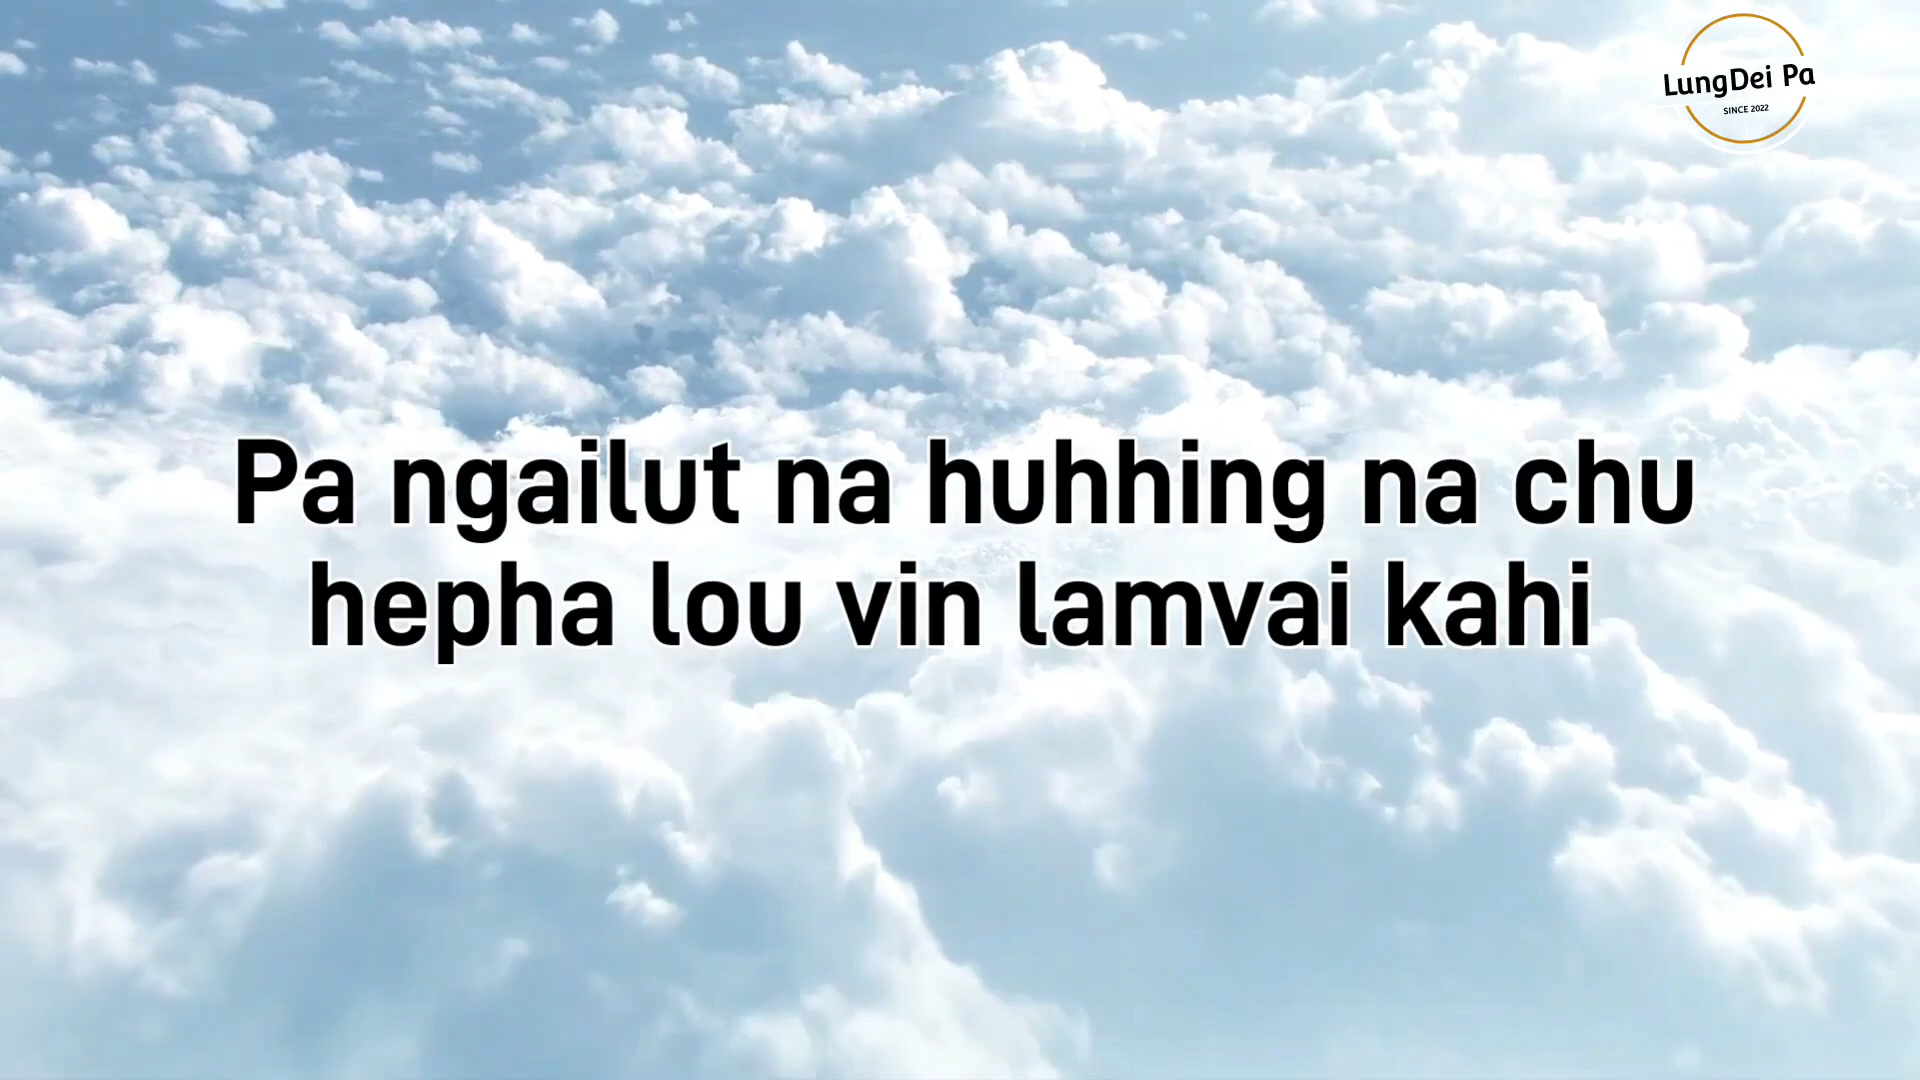 LungDei Pa
SINCE 2022
Pa ngailut na huhhing na chu
hepha lou vin lamvai kahi